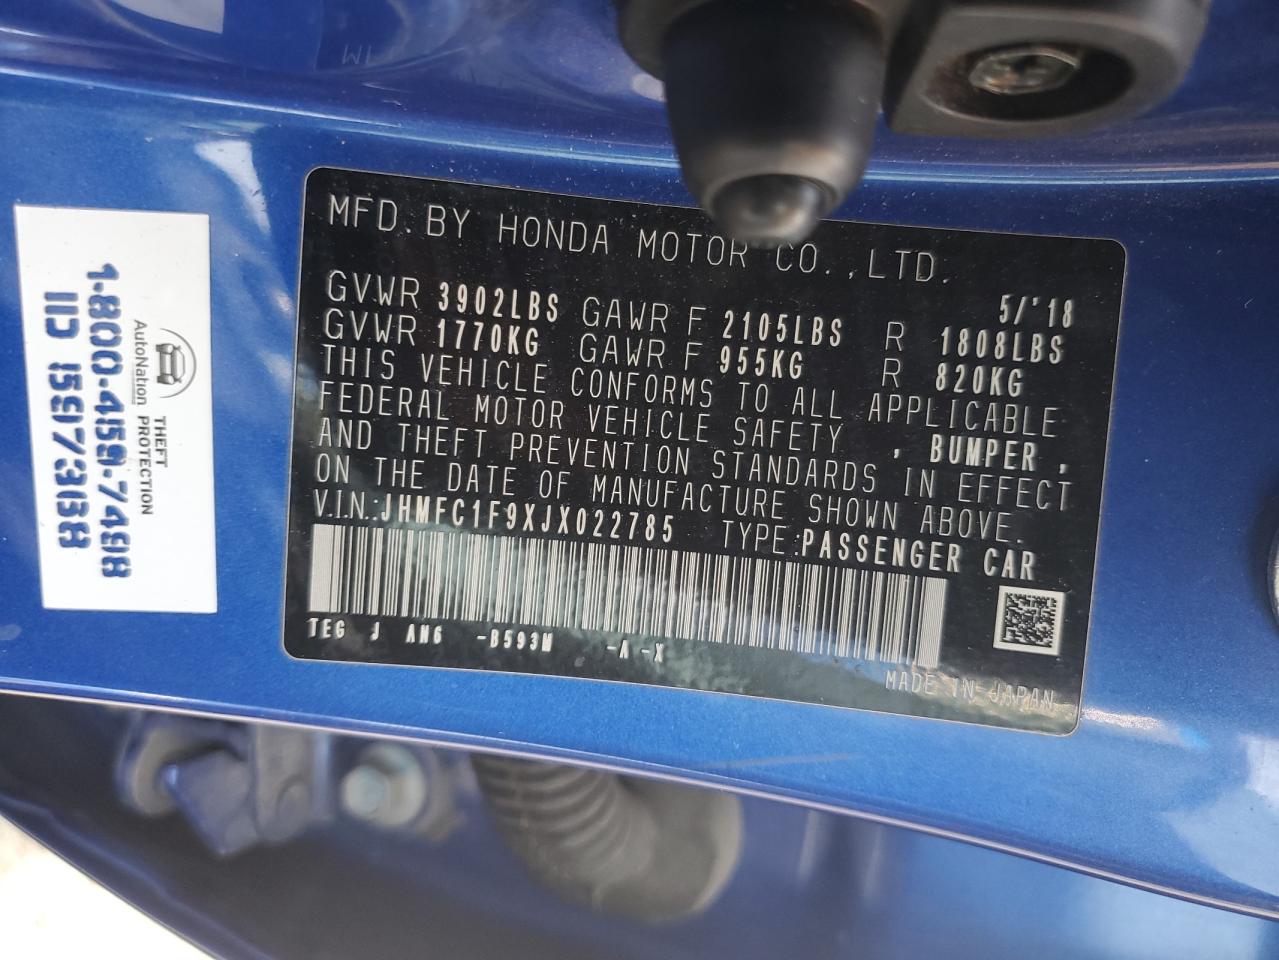 MFD. BY HONDA MOTOR CO., LTD.
5/'18
GVWR 3902LBS GAWR F 2105LBS R 1808LBS
GVWR 1770KG GAWR F 955KG R 820KG
THIS VEHICLE CONFORMS TO ALL APPLICABLE
FEDERAL MOTOR VEHICLE SAFETY , BUMPER ,
AND THEFT PREVENTION STANDARDS IN EFFECT
ON THE DATE OF MANUFACTURE SHOWN ABOVE.
V.I.N.:JHMFC1F9XJX022785 TYPE:PASSENGER CAR
TEG J AN6 -B593M -A -X
MADE IN JAPAN
AutoNation THEFT PROTECTION
1-800-459-7498
ID 5973G8